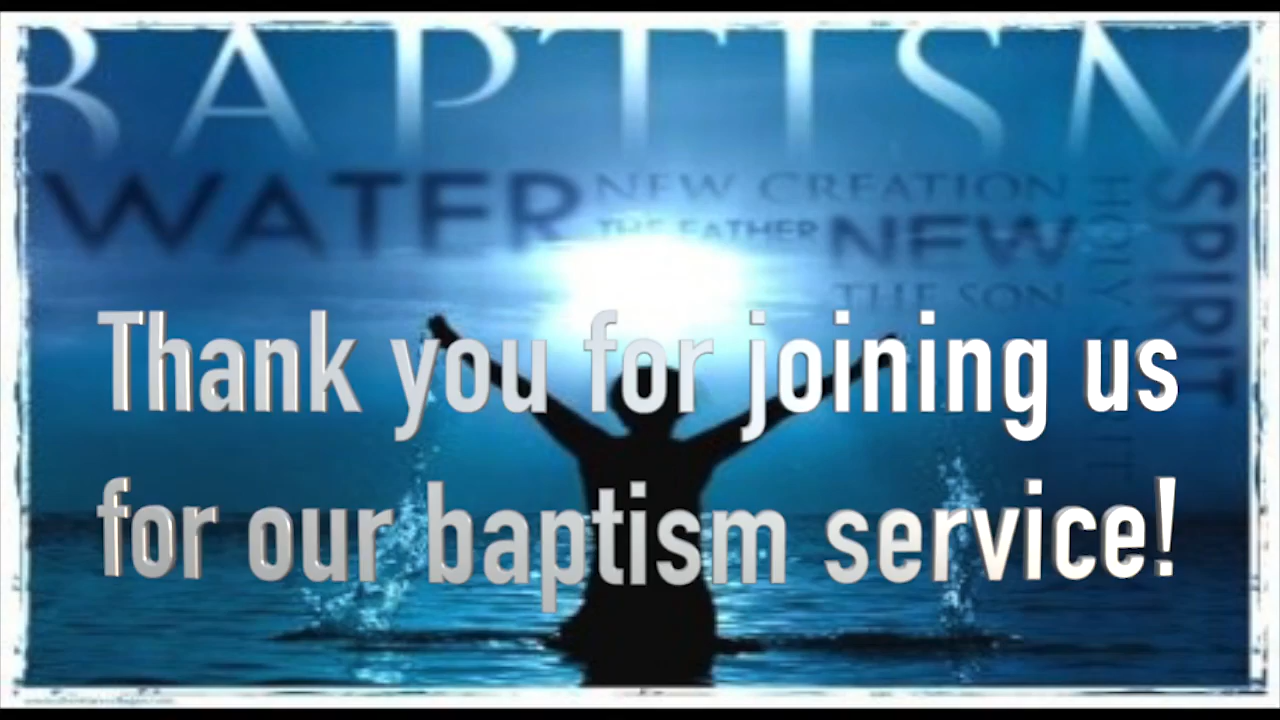 BAPTISM
WATER
NEW CREATION
THE FATHER
NEW
THE SON
HOLY SPIRIT
SPIRIT
Thank you for joining us
for our baptism service!